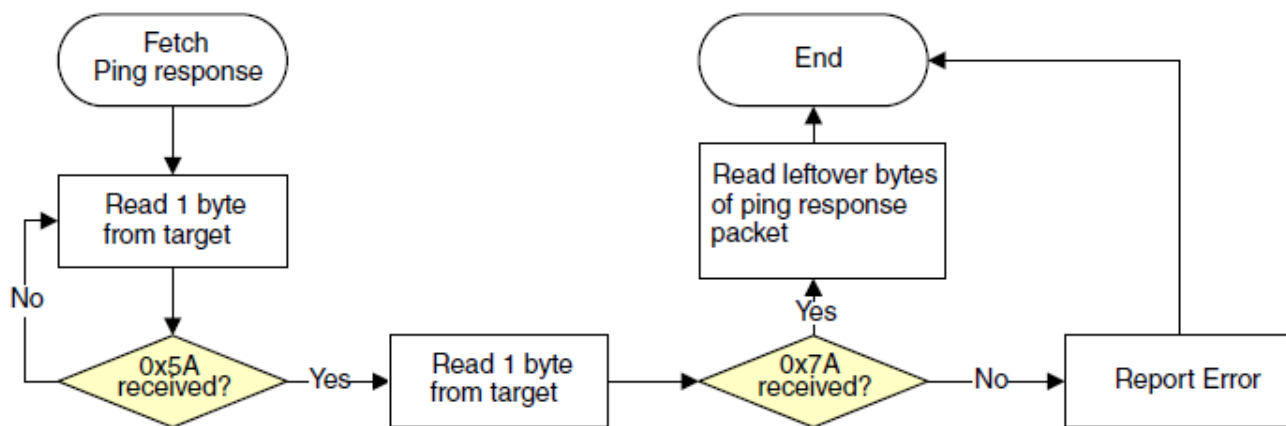 Fetch
Ping response
Read 1 byte
from target
No
0x5A
received?
Yes
Read 1 byte
from target
0x7A
received?
Yes
Read leftover bytes
of ping response
packet
End
No
Report Error